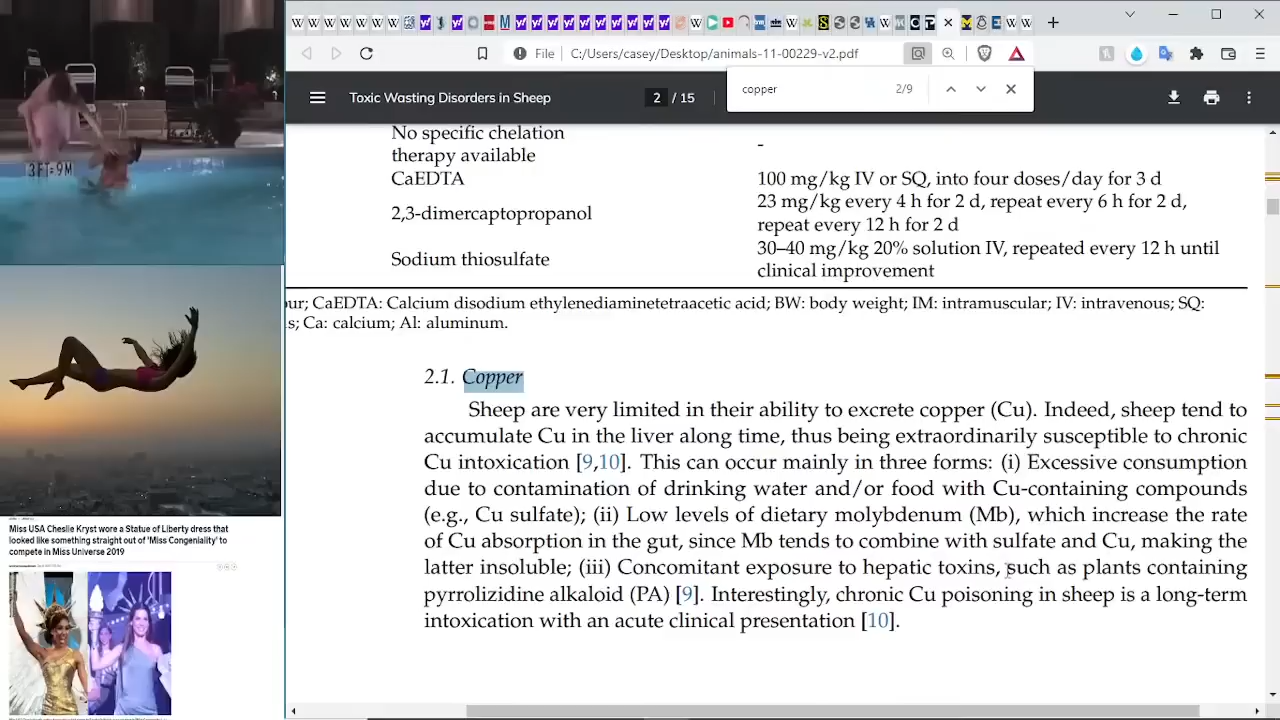 3 FT=9M
Miss USA Cheslie Kryst wore a Statue of Liberty dress that
looked like something straight out of 'Miss Congeniality' to
compete in Miss Universe 2019
File
C:/Users/casey/Desktop/animals-11-00229-v2.pdf
copper
2/9
Toxic Wasting Disorders in Sheep
2 / 15
No specific chelation
therapy available
-
CaEDTA
100 mg/kg IV or SQ, into four doses/day for 3 d
2,3-dimercaptopropanol
23 mg/kg every 4 h for 2 d, repeat every 6 h for 2 d,
repeat every 12 h for 2 d
Sodium thiosulfate
30–40 mg/kg 20% solution IV, repeated every 12 h until
clinical improvement
our; CaEDTA: Calcium disodium ethylenediaminetetraacetic acid; BW: body weight; IM: intramuscular; IV: intravenous; SQ:
s; Ca: calcium; Al: aluminum.
2.1. Copper
Sheep are very limited in their ability to excrete copper (Cu). Indeed, sheep tend to
accumulate Cu in the liver along time, thus being extraordinarily susceptible to chronic
Cu intoxication [9,10]. This can occur mainly in three forms: (i) Excessive consumption
due to contamination of drinking water and/or food with Cu-containing compounds
(e.g., Cu sulfate); (ii) Low levels of dietary molybdenum (Mb), which increase the rate
of Cu absorption in the gut, since Mb tends to combine with sulfate and Cu, making the
latter insoluble; (iii) Concomitant exposure to hepatic toxins, such as plants containing
pyrrolizidine alkaloid (PA) [9]. Interestingly, chronic Cu poisoning in sheep is a long-term
intoxication with an acute clinical presentation [10].